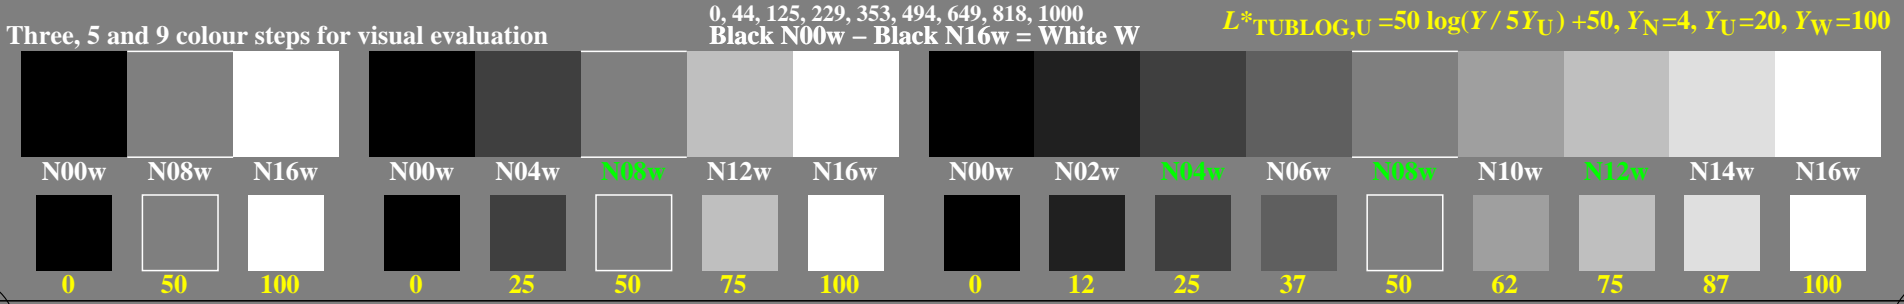 Three, 5 and 9 colour steps for visual evaluation
0, 44, 125, 229, 353, 494, 649, 818, 1000
Black N00w – Black N16w = White W
L*TUBLOG,U =50 log(Y / 5YU) +50, YN=4, YU=20, YW=100
N00w N08w N16w N00w N04w N08w N12w N16w N00w N02w N04w N06w N08w N10w N12w N14w N16w
0 50 100 0 25 50 75 100 0 12 25 37 50 62 75 87 100